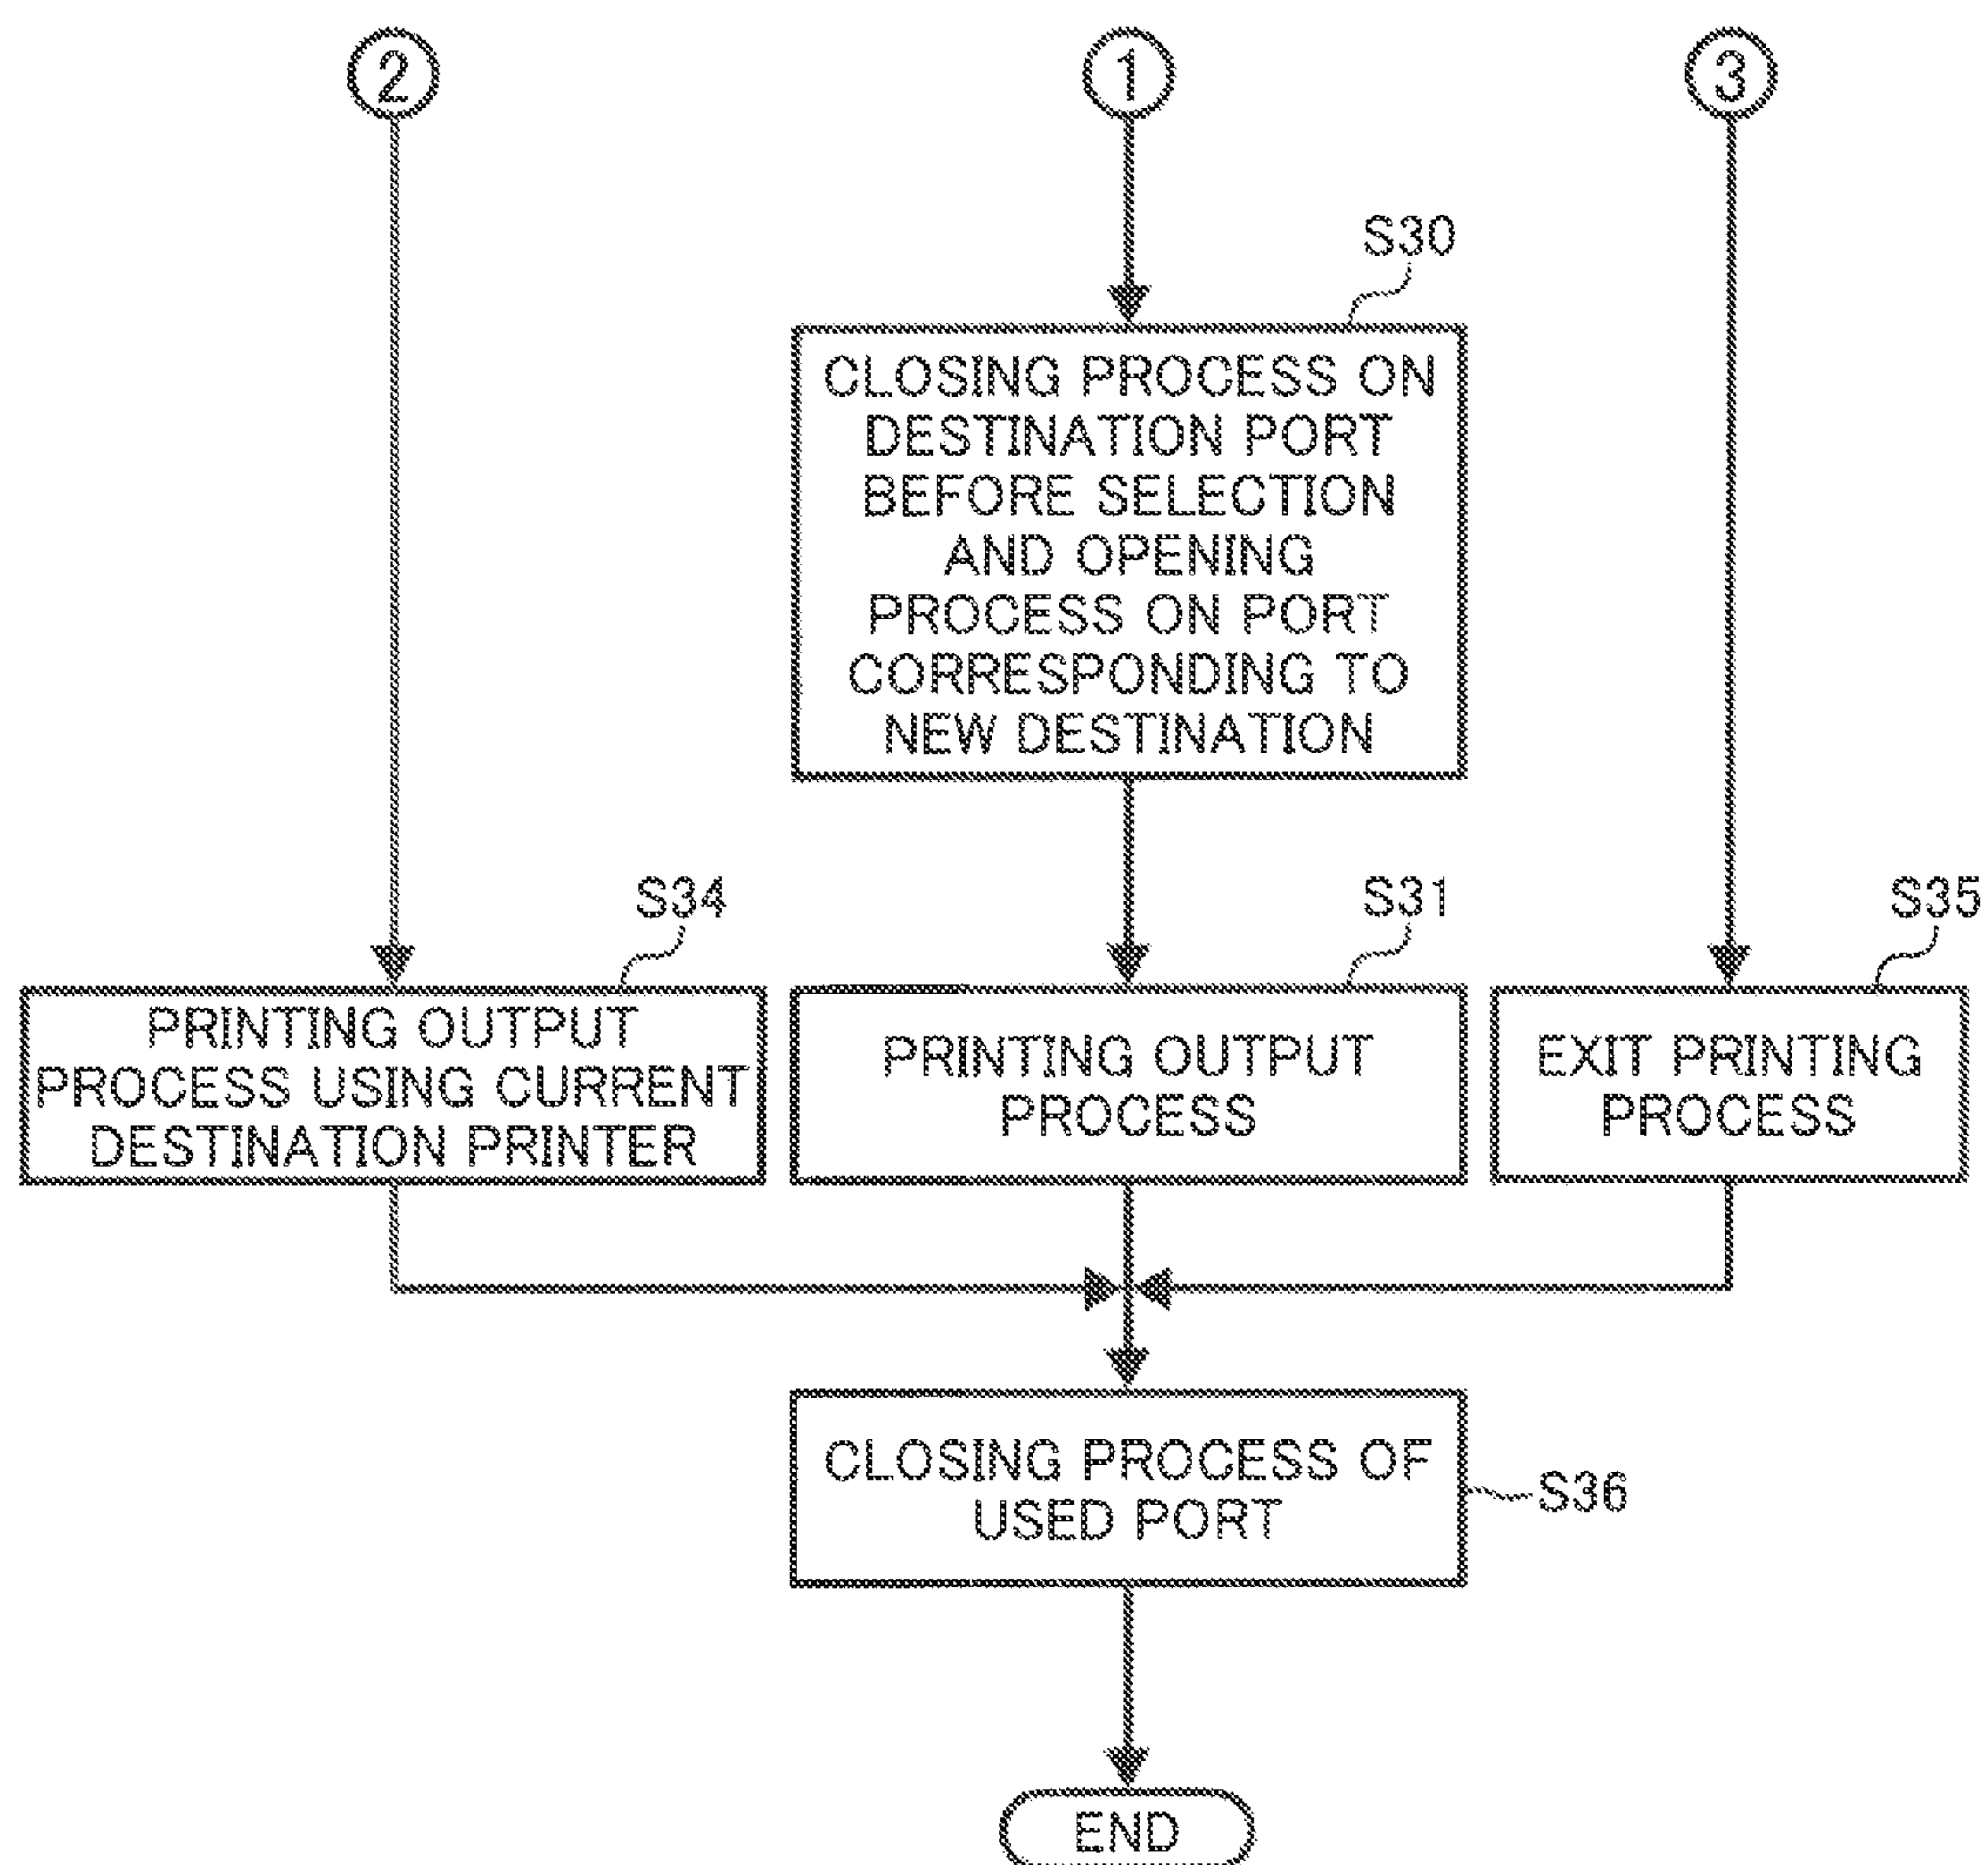 2
1
3
S30
CLOSING PROCESS ON
DESTINATION PORT
BEFORE SELECTION
AND OPENING
PROCESS ON PORT
CORRESPONDING TO
NEW DESTINATION
S34
PRINTING OUTPUT
PROCESS USING CURRENT
DESTINATION PRINTER
S31
PRINTING OUTPUT
PROCESS
S35
EXIT PRINTING
PROCESS
CLOSING PROCESS OF
USED PORT
S36
END